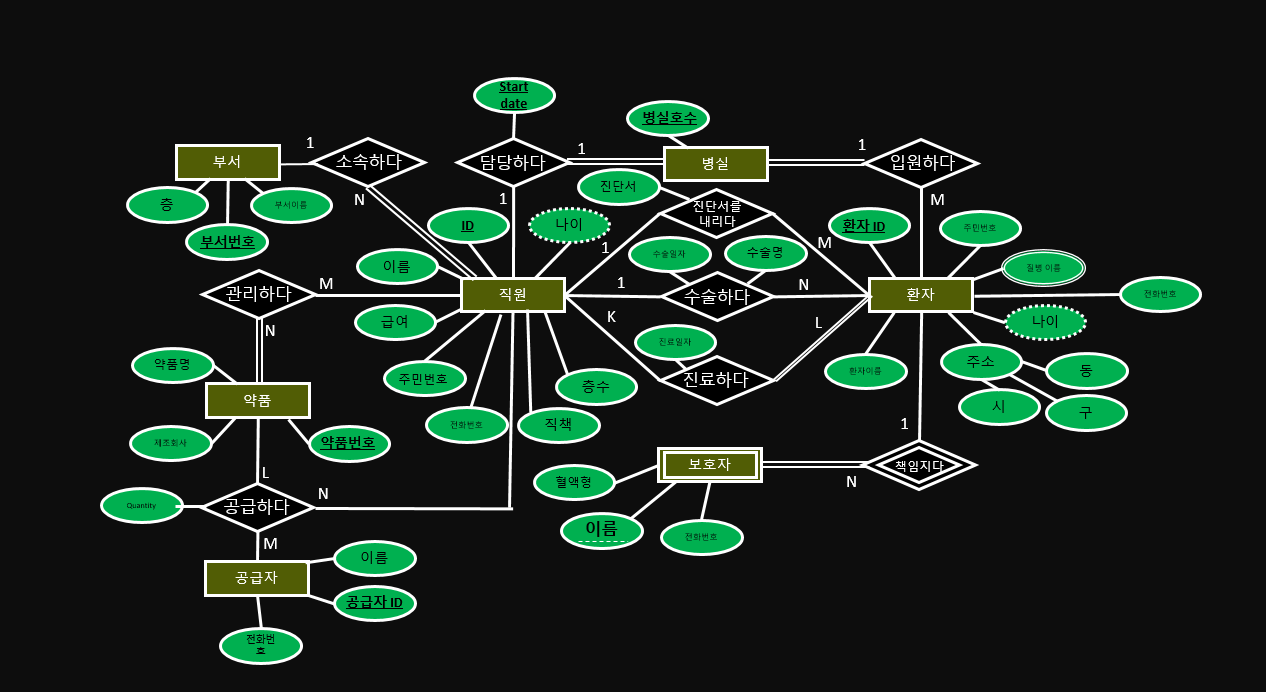 Start
date
병실호수
1
1
1
부서
소속하다
담당하다
병실
입원하다
층
부서이름
N
1
진단서
진단서를
내리다
M
부서번호
ID
나이
환자 ID
주민번호
1
M
이름
수술일자
수술명
질병 이름
관리하다
M
직원
1
수술하다
N
환자
전화번호
급여
K
L
나이
N
진료일자
약품명
주민번호
층수
진료하다
환자이름
주소
동
약품
시
구
제조회사
약품번호
전화번호
직책
1
L
보호자
책임지다
N
혈액형
Quantity
공급하다
N
이름
전화번호
M
이름
공급자
공급자 ID
전화번
호